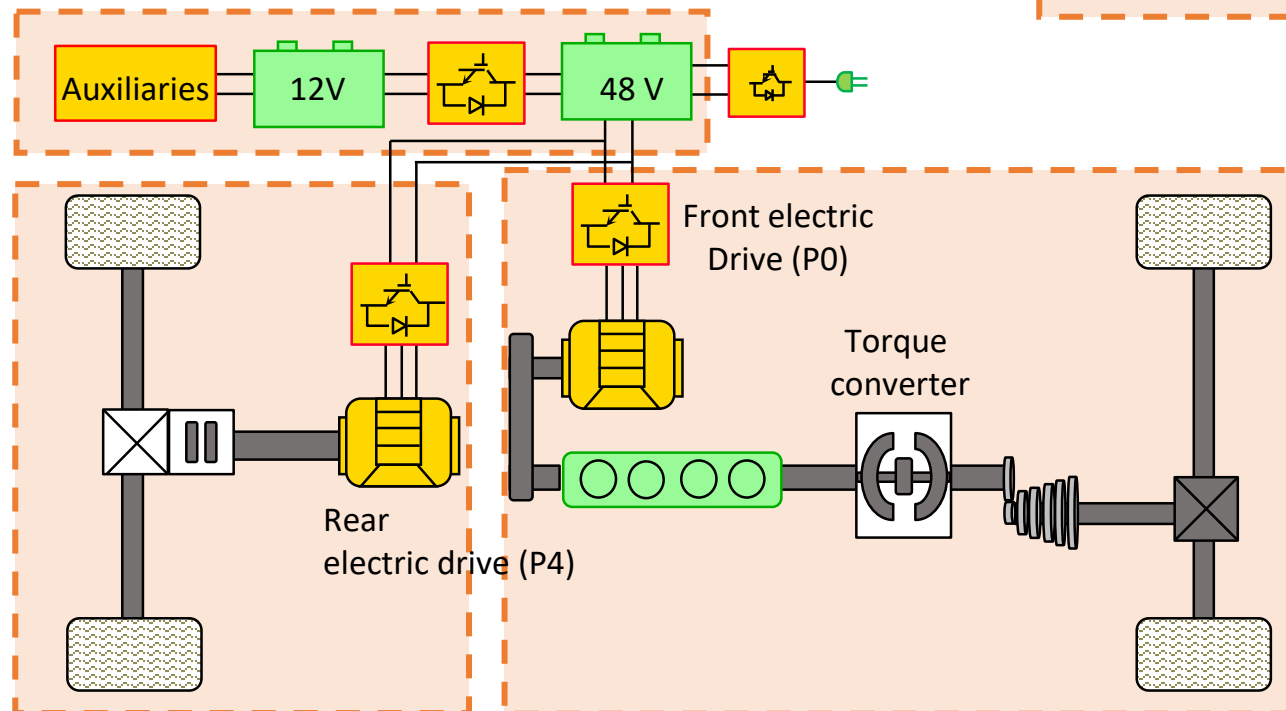 Auxiliaries
12V
48 V
Front electric
Drive (P0)
Torque
converter
Rear
electric drive (P4)